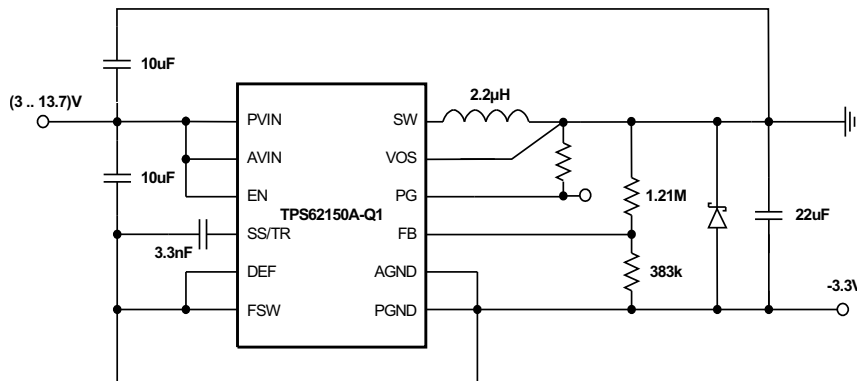 10uF
2.2µH
(3 .. 13.7)V
PVIN
SW
AVIN
VOS
10uF
EN
PG
TPS62150A-Q1
1.21M
22uF
SS/TR
FB
3.3nF
DEF
AGND
383k
-3.3V
FSW
PGND